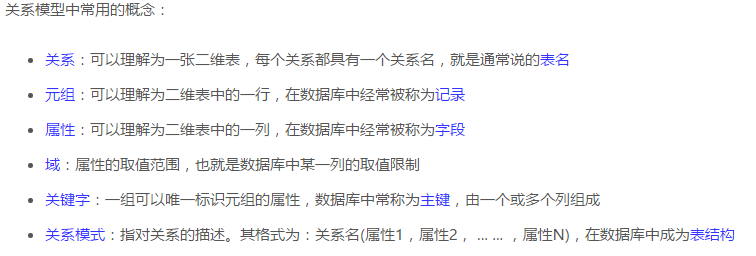 关系模型中常用的概念：
关系：可以理解为一张二维表，每个关系都具有一个关系名，就是通常说的表名
元组：可以理解为二维表中的一行，在数据库中经常被称为记录
属性：可以理解为二维表中的一列，在数据库中经常被称为字段
域：属性的取值范围，也就是数据库中某一列的取值限制
关键字：一组可以唯一标识元组的属性，数据库中常称为主键，由一个或多个列组成
关系模式：指对关系的描述。其格式为：关系名(属性1，属性2， ... ... ，属性N)，在数据库中成为表结构